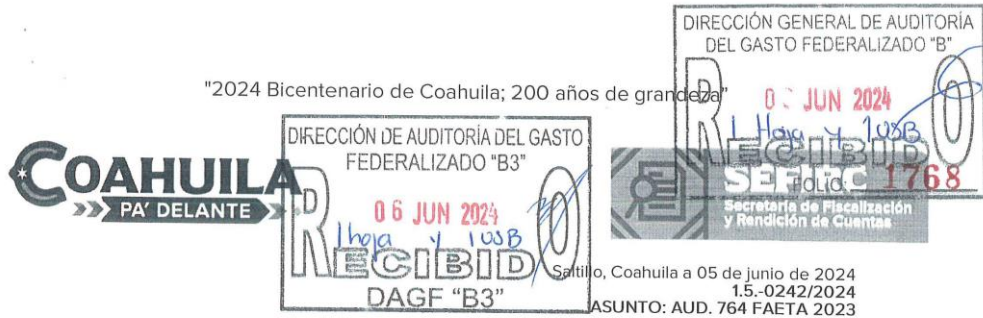 DIRECCIÓN GENERAL DE AUDITORÍA
DEL GASTO FEDERALIZADO "B"
"2024 Bicentenario de Coahuila; 200 años de grandeza"
JUN 2024
1 Hoja y 1 USB
RECIBIDO
FOLIO: 1768
DIRECCIÓN DE AUDITORÍA DEL GASTO
FEDERALIZADO "B3"
06 JUN 2024
1 hoja y 1 USB
RECIBIDO
DAGF "B3"
COAHUILA
PA' DELANTE
SEFIRC
Secretaría de Fiscalización
y Rendición de Cuentas
Saltillo, Coahuila a 05 de junio de 2024
1.5.-0242/2024
ASUNTO: AUD. 764 FAETA 2023